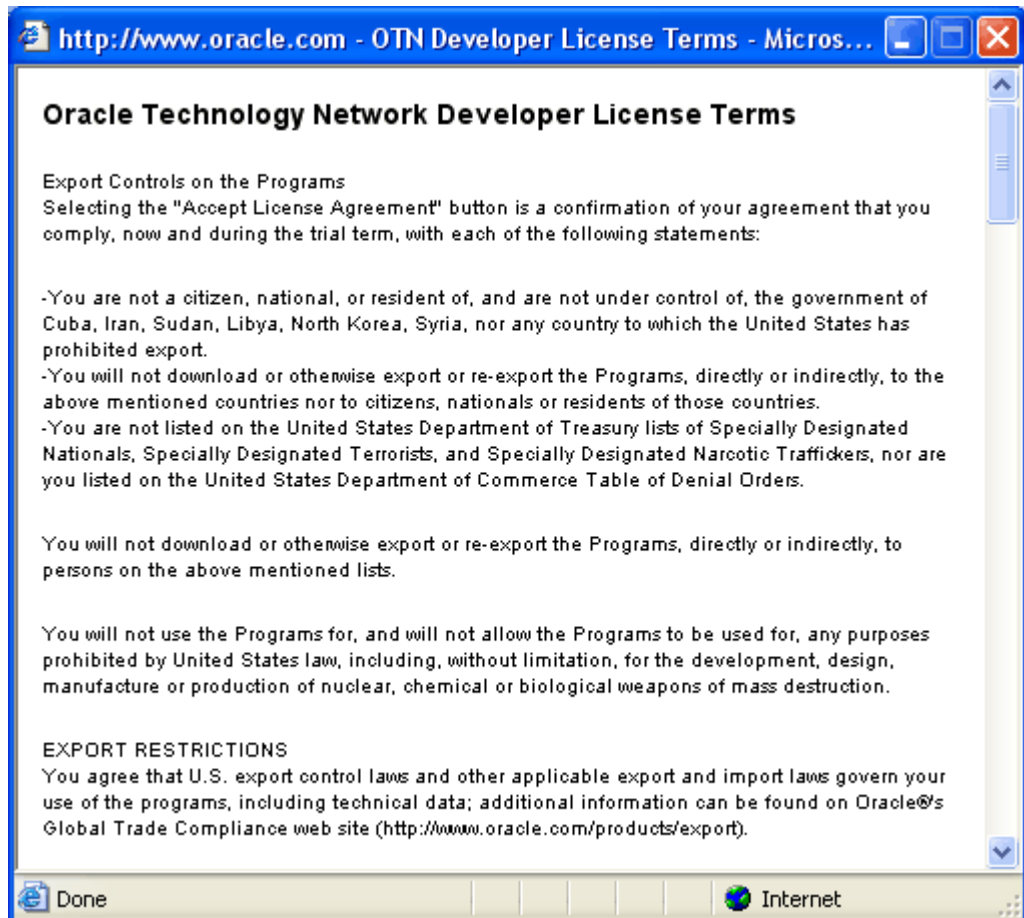 http://www.oracle.com - OTN Developer License Terms - Micros...
Oracle Technology Network Developer License Terms
Export Controls on the Programs
Selecting the "Accept License Agreement" button is a confirmation of your agreement that you
comply, now and during the trial term, with each of the following statements:
-You are not a citizen, national, or resident of, and are not under control of, the government of
Cuba, Iran, Sudan, Libya, North Korea, Syria, nor any country to which the United States has
prohibited export.
-You will not download or otherwise export or re-export the Programs, directly or indirectly, to the
above mentioned countries nor to citizens, nationals or residents of those countries.
-You are not listed on the United States Department of Treasury lists of Specially Designated
Nationals, Specially Designated Terrorists, and Specially Designated Narcotic Traffickers, nor are
you listed on the United States Department of Commerce Table of Denial Orders.
You will not download or otherwise export or re-export the Programs, directly or indirectly, to
persons on the above mentioned lists.
You will not use the Programs for, and will not allow the Programs to be used for, any purposes
prohibited by United States law, including, without limitation, for the development, design,
manufacture or production of nuclear, chemical or biological weapons of mass destruction.
EXPORT RESTRICTIONS
You agree that U.S. export control laws and other applicable export and import laws govern your
use of the programs, including technical data; additional information can be found on Oracle®'s
Global Trade Compliance web site (http://www.oracle.com/products/export).
Done
Internet